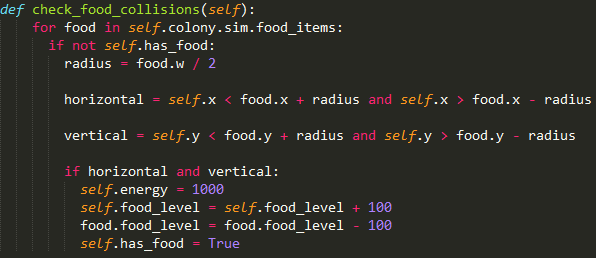 def check_food_collisions(self):
    for food in self.colony.sim.food_items:
      if not self.has_food:
        radius = food.w / 2
        horizontal = self.x < food.x + radius and self.x > food.x - radius
        vertical = self.y < food.y + radius and self.y > food.y - radius
        if horizontal and vertical:
          self.energy = 1000
          self.food_level = self.food_level + 100
          food.food_level = food.food_level - 100
          self.has_food = True